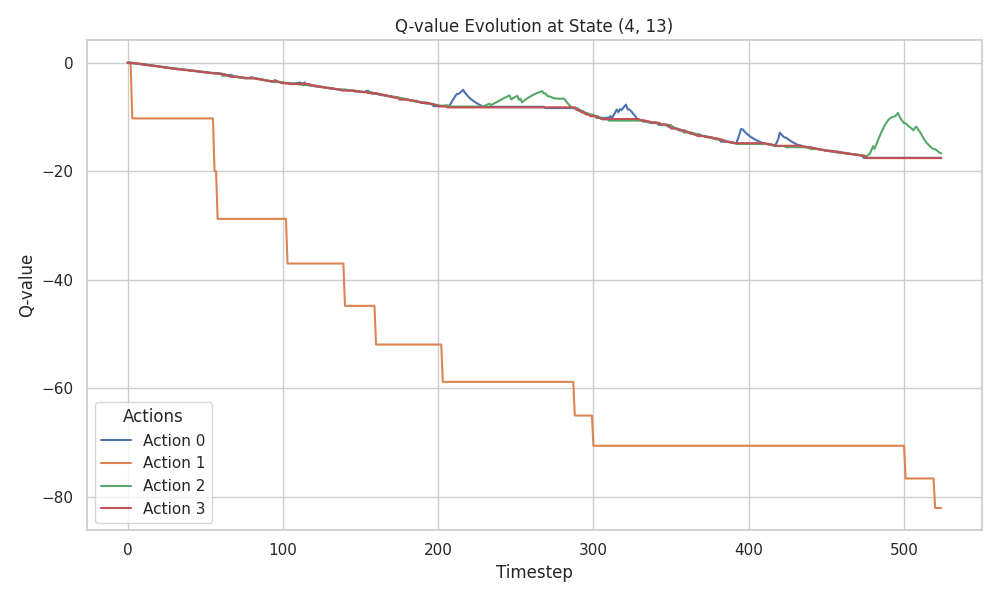 Q-value Evolution at State (4, 13)
0
−20
−40
−60
−80
Q-value
Actions
Action 0
Action 1
Action 2
Action 3
0 100 200 300 400 500
Timestep